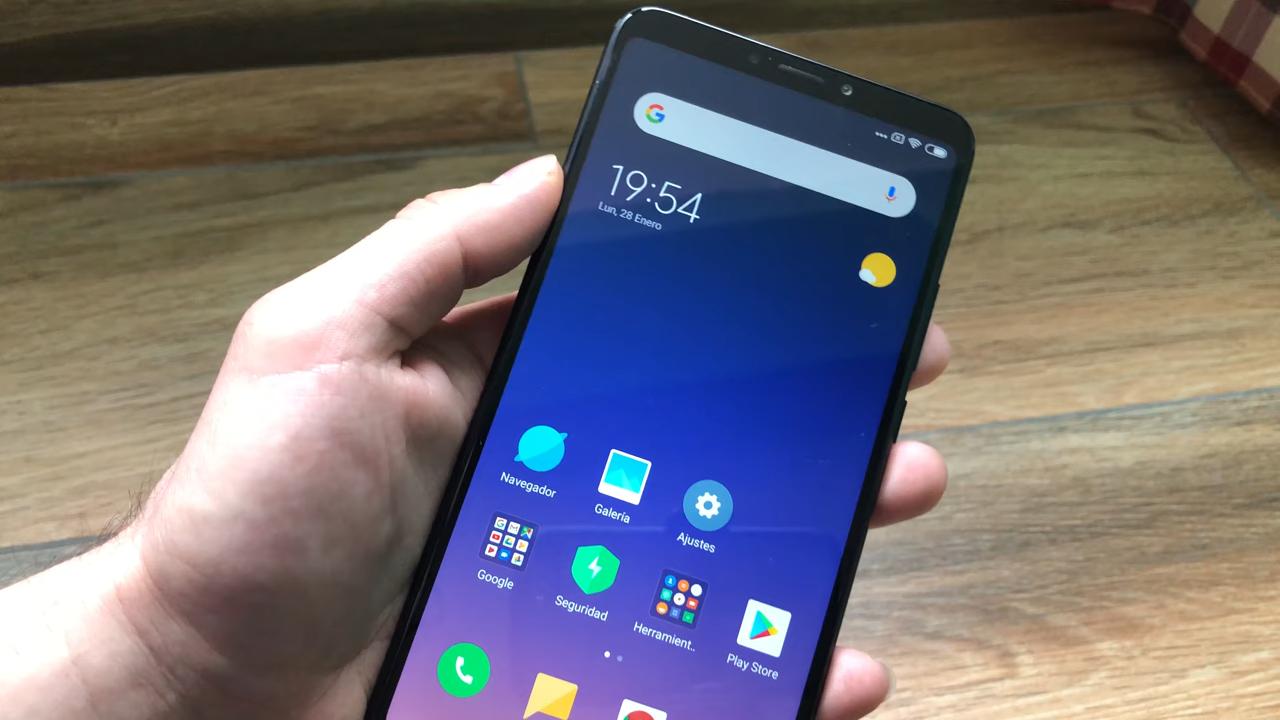 19:54
Lun, 28 Enero
Navegador
Galería
Ajustes
Google
Seguridad
Herramient..
Play Store